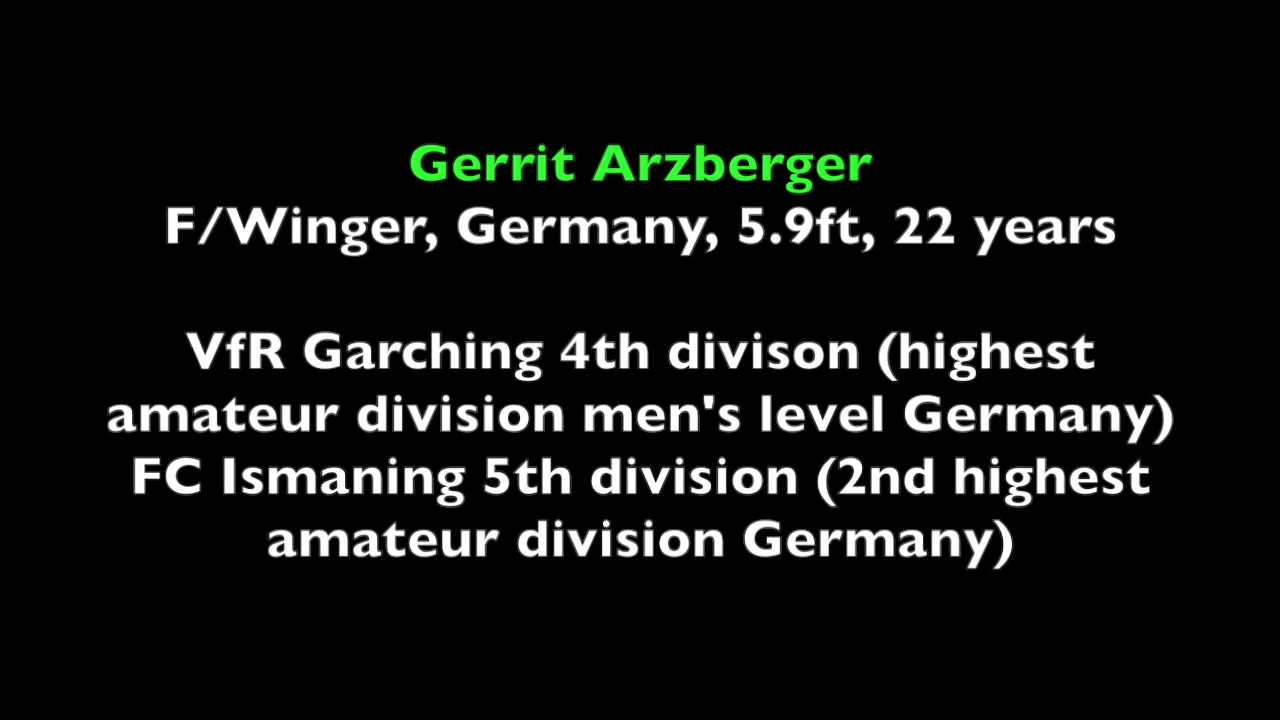 Gerrit Arzberger
F/Winger, Germany, 5.9ft, 22 years
VfR Garching 4th divison (highest
amateur division men's level Germany)
FC Ismaning 5th division (2nd highest
amateur division Germany)